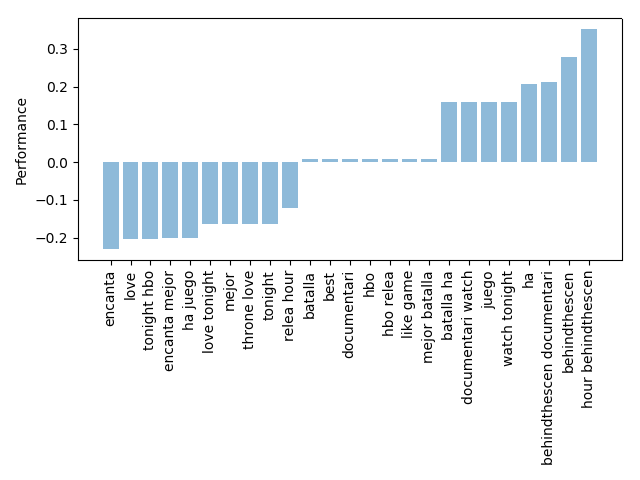 Performance
0.3
0.2
0.1
0.0
−0.1
−0.2
encanta
love
tonight hbo
encanta mejor
ha juego
love tonight
mejor
throne love
tonight
relea hour
batalla
best
documentari
hbo
hbo relea
like game
mejor batalla
batalla ha
documentari watch
juego
watch tonight
ha
behindthescen documentari
behindthescen
hour behindthescen